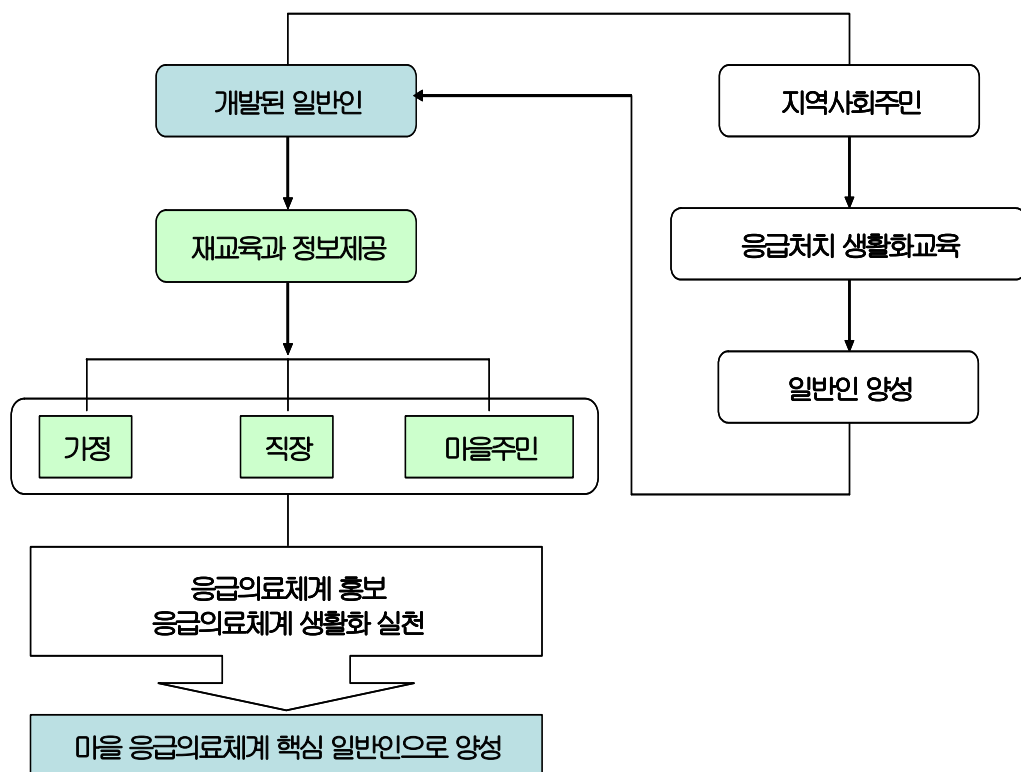 개발된 일반인
지역사회주민
재교육과 정보제공
응급처치 생활화교육
일반인 양성
가정
직장
마을주민
응급의료체계 홍보
응급의료체계 생활화 실천
마을 응급의료체계 핵심 일반인으로 양성